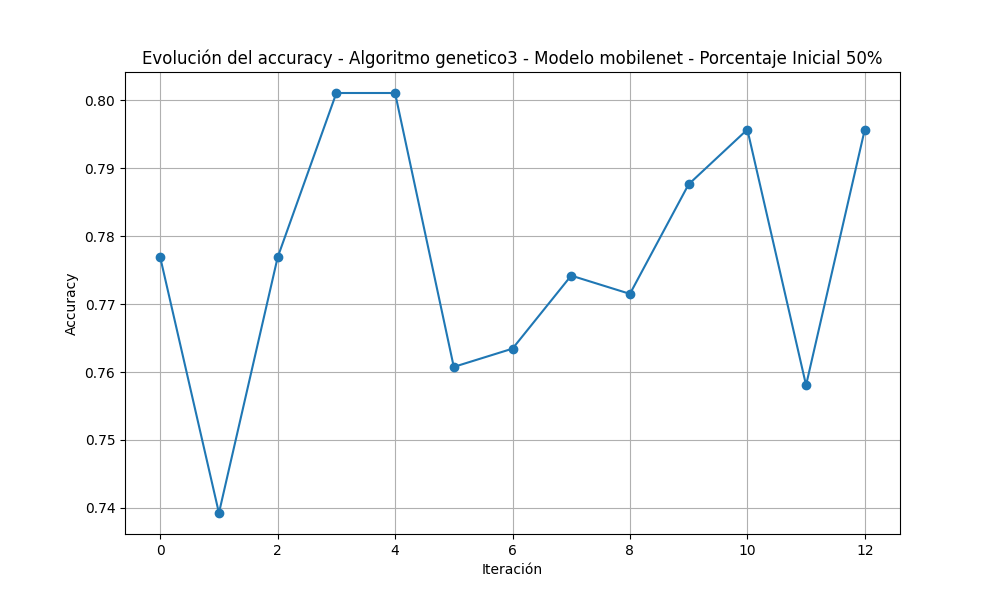 Evolución del accuracy - Algoritmo genetico3 - Modelo mobilenet - Porcentaje Inicial 50%
Accuracy
0.80
0.79
0.78
0.77
0.76
0.75
0.74
0 2 4 6 8 10 12
Iteración